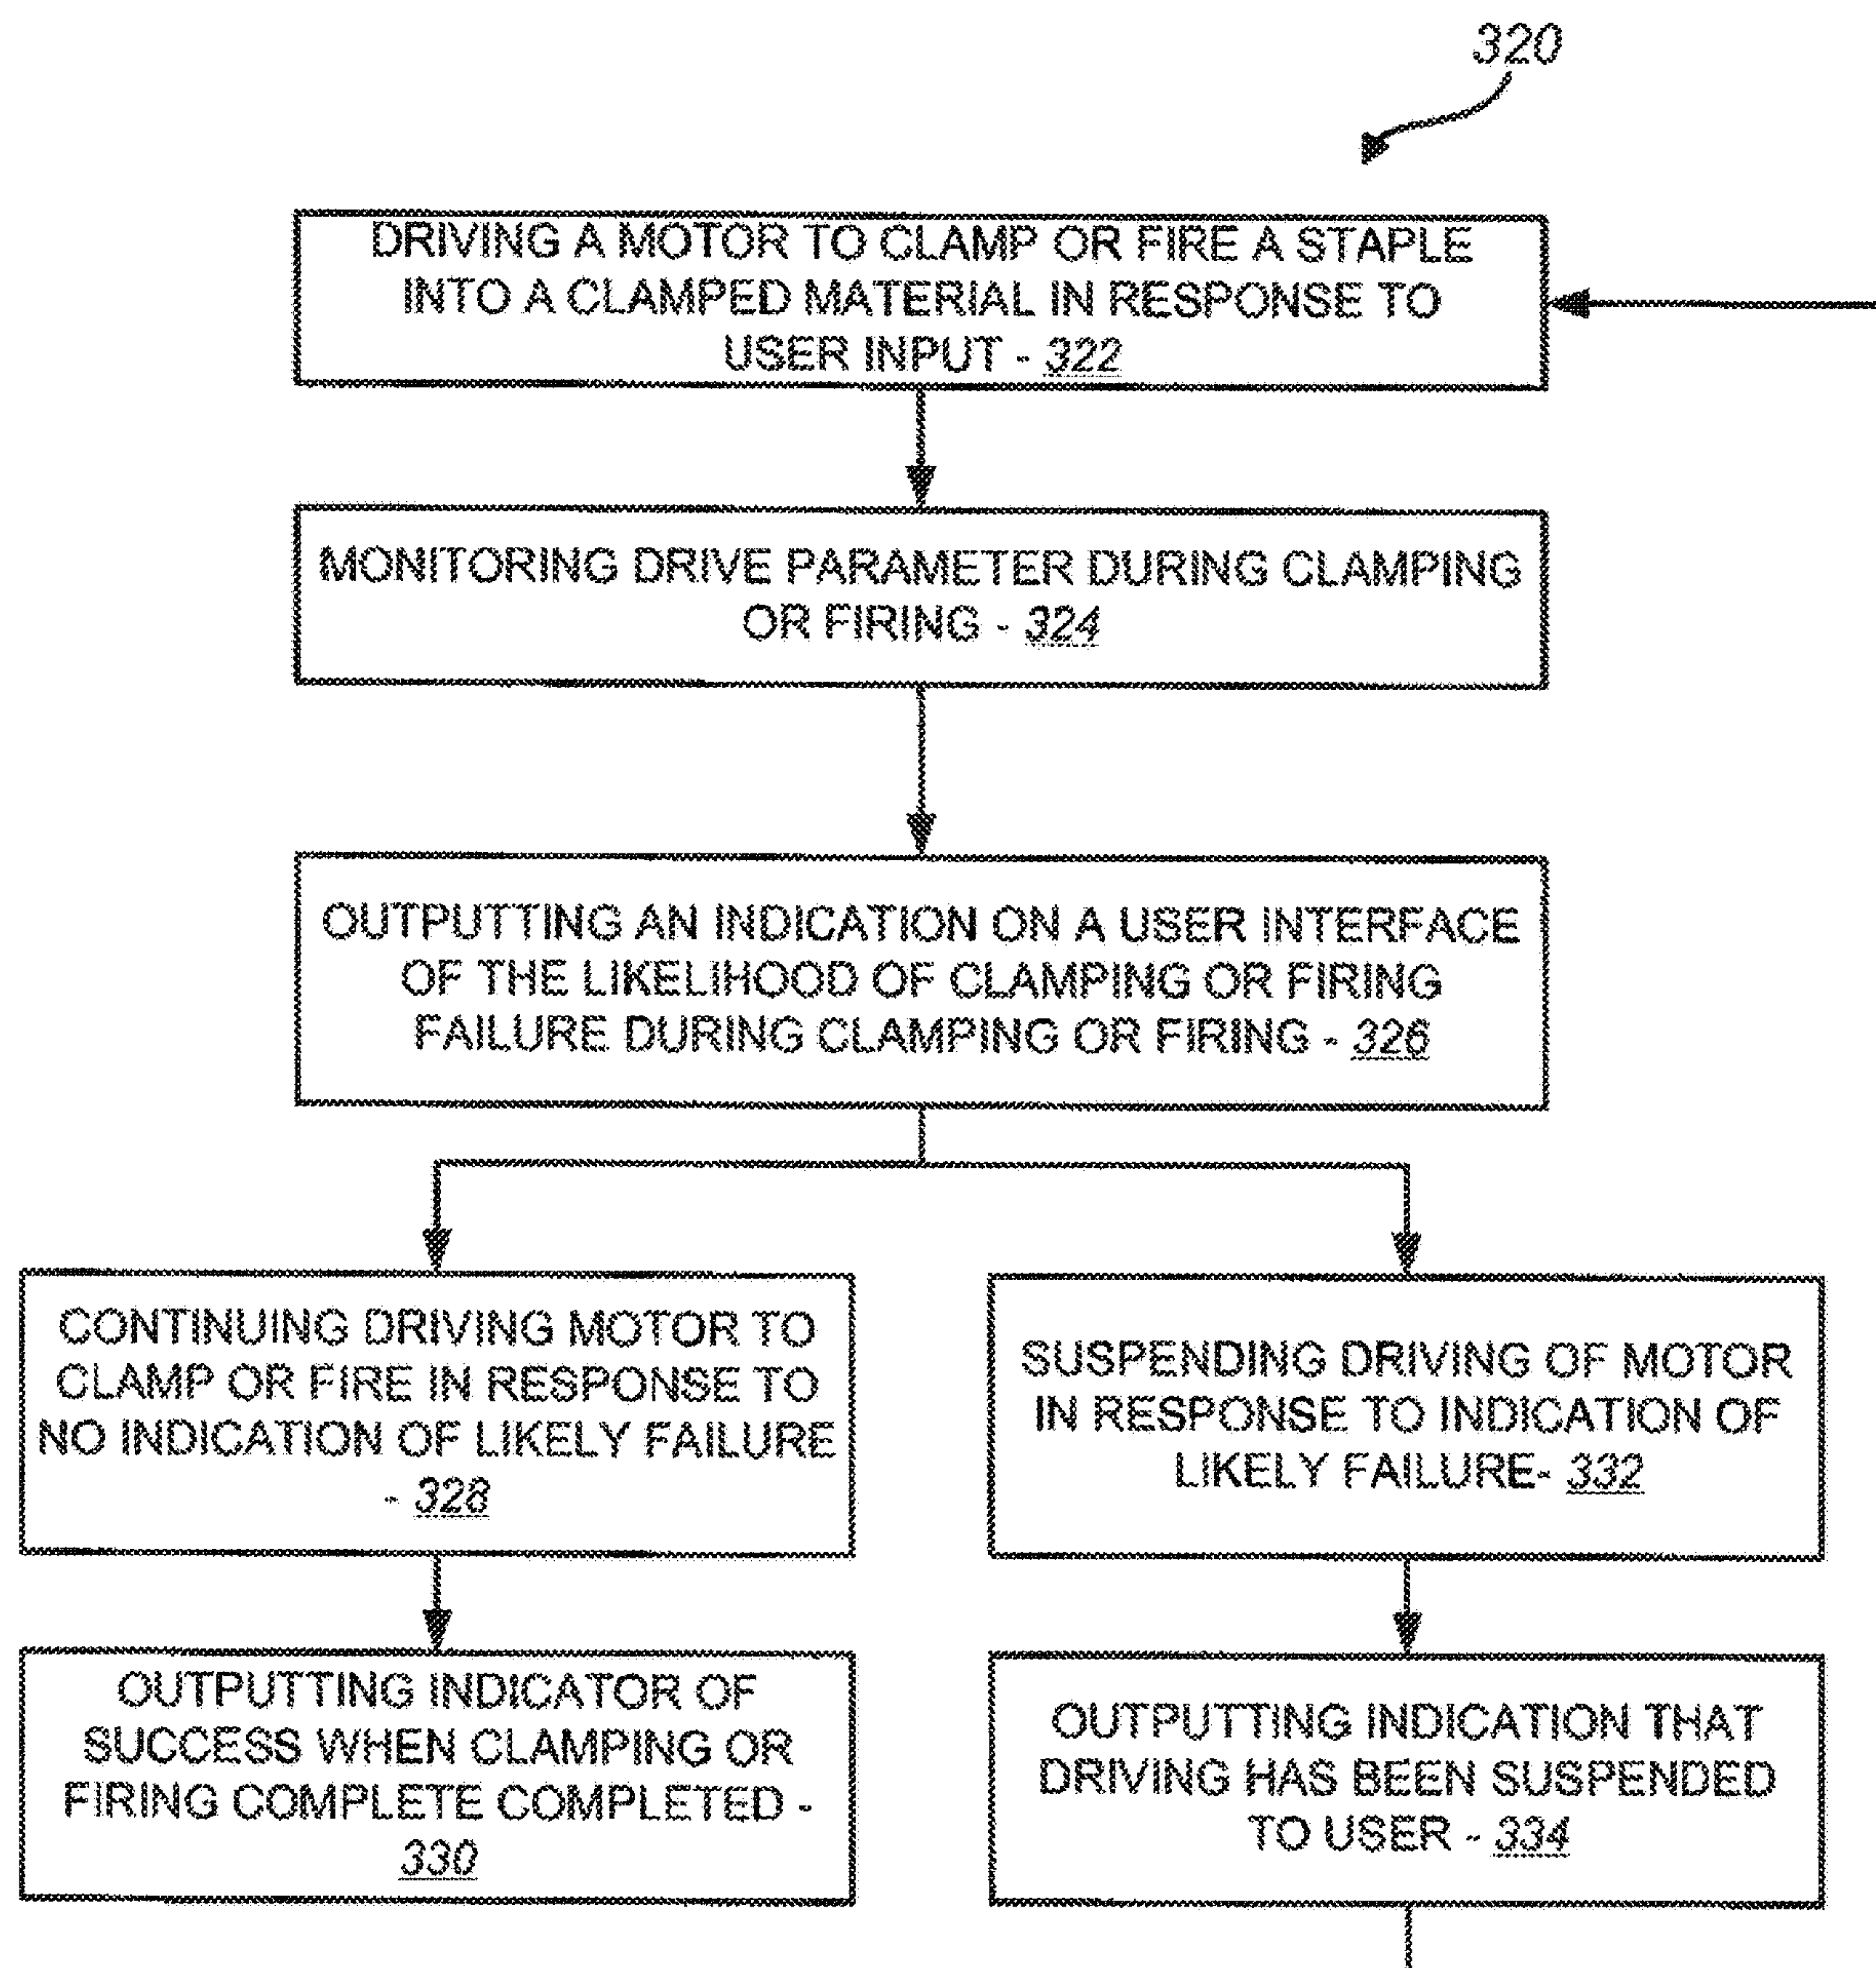 320
DRIVING A MOTOR TO CLAMP OR FIRE A STAPLE
INTO A CLAMPED MATERIAL IN RESPONSE TO
USER INPUT - 322
MONITORING DRIVE PARAMETER DURING CLAMPING
OR FIRING - 324
OUTPUTTING AN INDICATION ON A USER INTERFACE
OF THE LIKELIHOOD OF CLAMPING OR FIRING
FAILURE DURING CLAMPING OR FIRING - 326
CONTINUING DRIVING MOTOR TO
CLAMP OR FIRE IN RESPONSE TO
NO INDICATION OF LIKELY FAILURE
- 328
SUSPENDING DRIVING OF MOTOR
IN RESPONSE TO INDICATION OF
LIKELY FAILURE- 332
OUTPUTTING INDICATOR OF
SUCCESS WHEN CLAMPING OR
FIRING COMPLETE COMPLETED -
330
OUTPUTTING INDICATION THAT
DRIVING HAS BEEN SUSPENDED
TO USER - 334